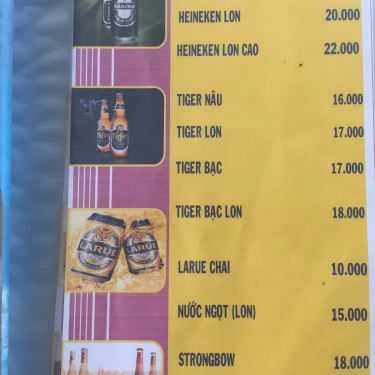 HEINEKEN LON 20.000
HEINEKEN LON CAO 22.000
TIGER NÂU 16.000
TIGER LON 17.000
TIGER BẠC 17.000
TIGER BẠC LON 18.000
LARUE LARUE
LARUE CHAI 10.000
NƯỚC NGỌT (LON) 15.000
STRONGBOW 18.000